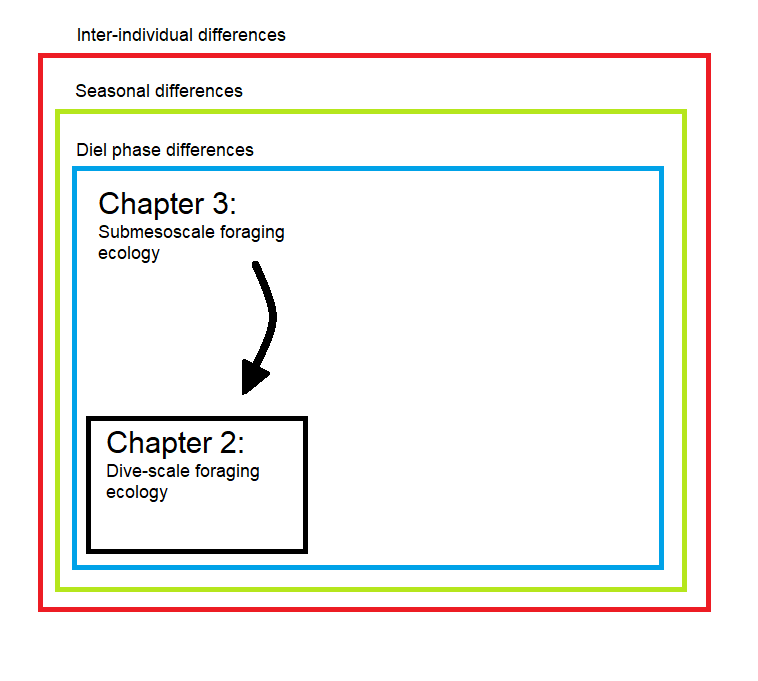 Inter-individual differences
Seasonal differences
Diel phase differences
Chapter 3:
Submesoscale foraging
ecology
Chapter 2:
Dive-scale foraging
ecology